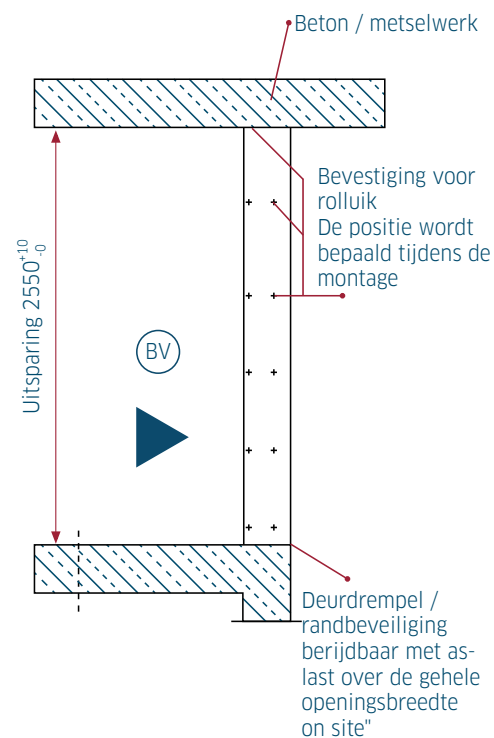 Beton / metselwerk
Bevestiging voor
rolluik
De positie wordt
bepaald tijdens de
montage
Uitsparing 2550 +10 -0
BV
Deurdrempel /
randbeveiliging
berijdbaar met as-
last over de gehele
openingsbreedte
on site"